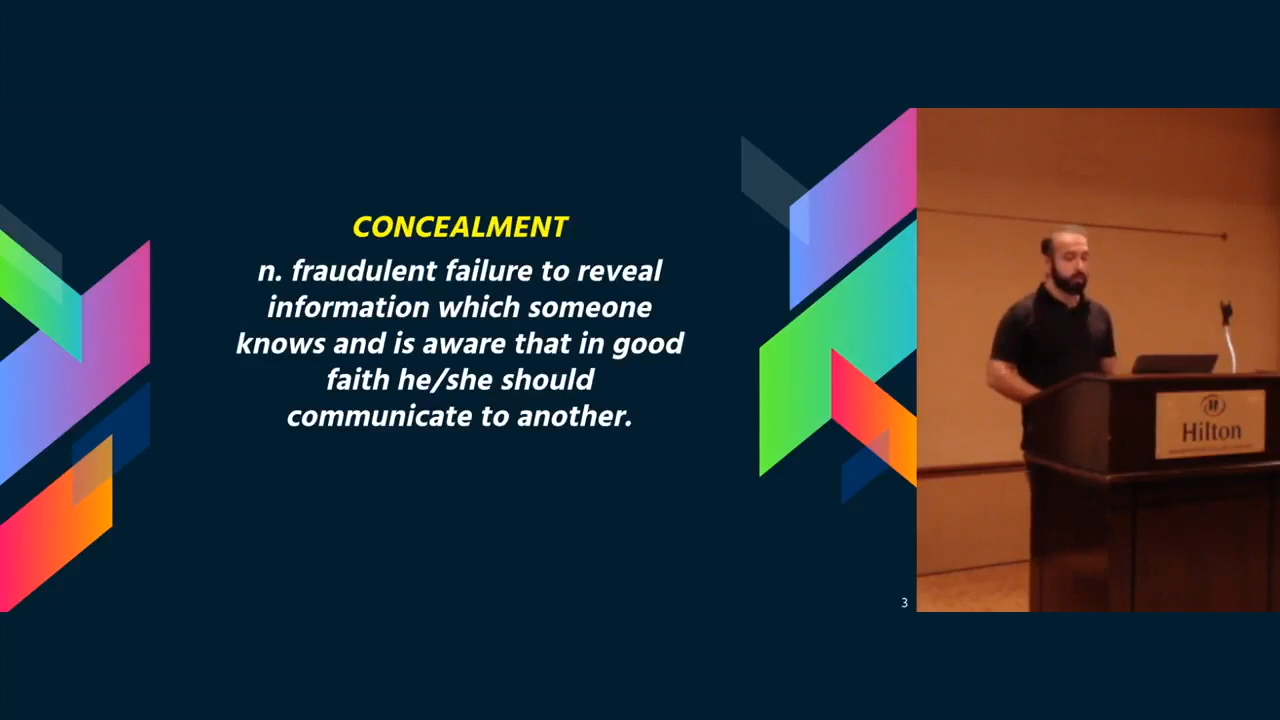 CONCEALMENT
n. fraudulent failure to reveal
information which someone
knows and is aware that in good
faith he/she should
communicate to another.
3
Hilton